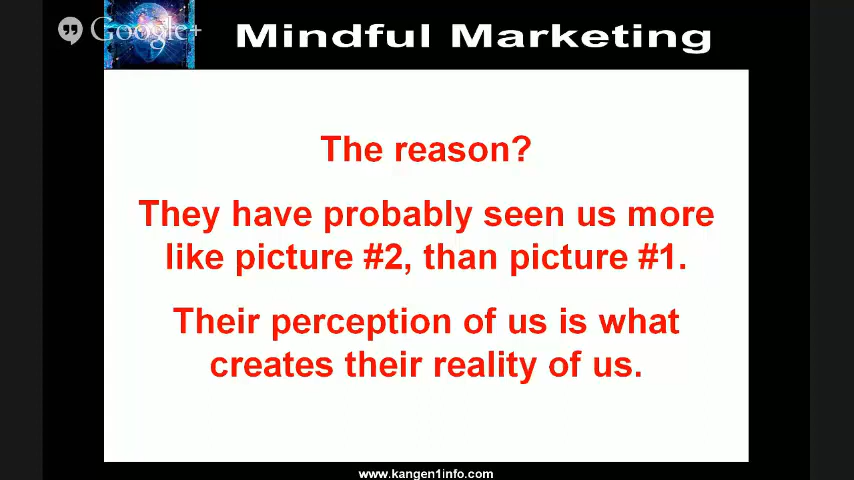 Google+
Mindful Marketing
The reason?
They have probably seen us more
like picture #2, than picture #1.
Their perception of us is what
creates their reality of us.
www.kangen1info.com